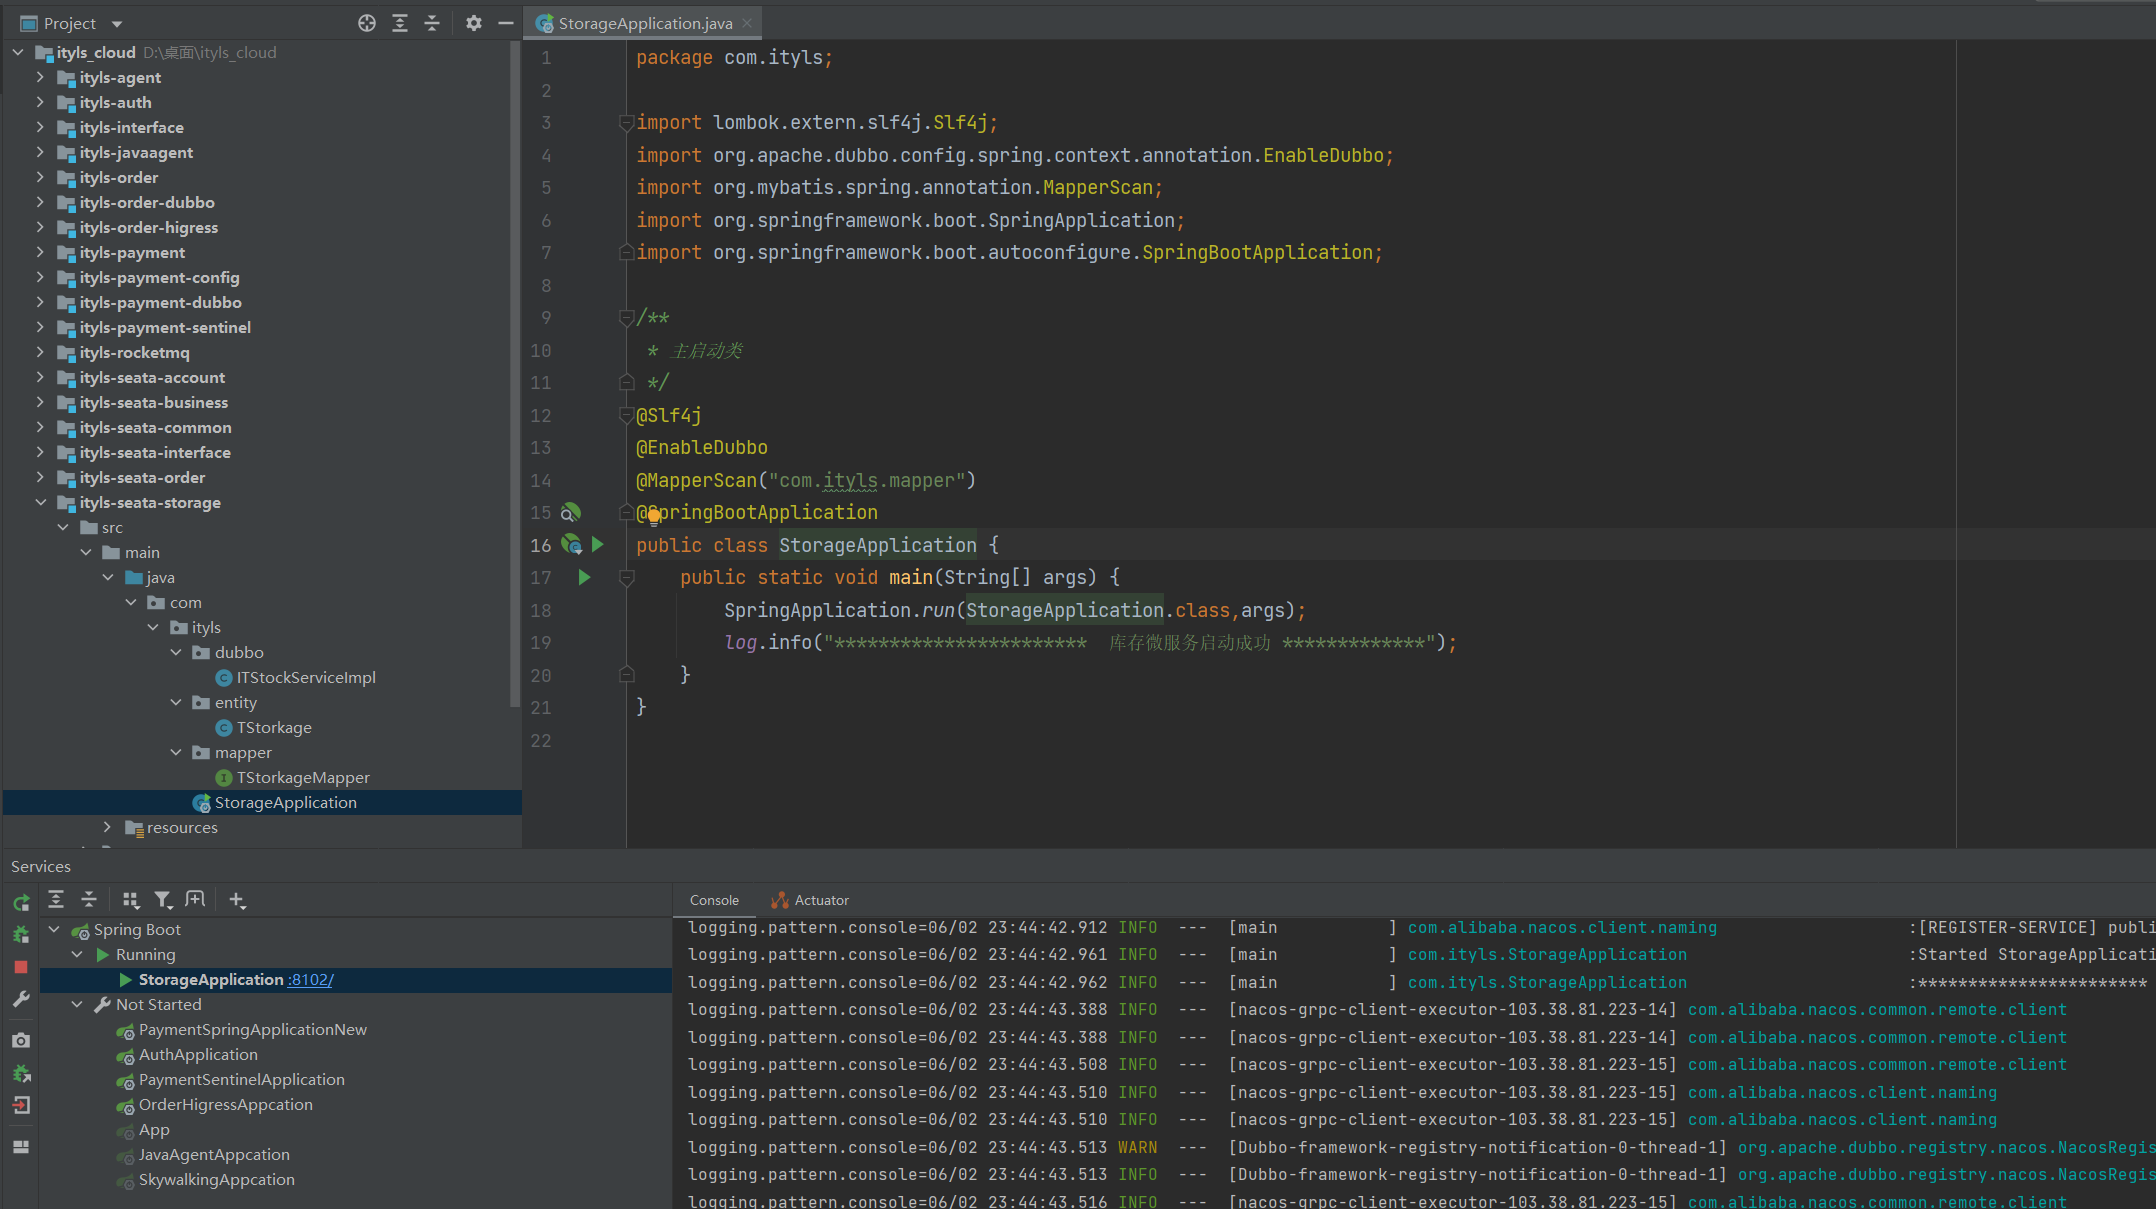 Project
ityls_cloud D:\桌面\ityls_cloud
ityls-agent
ityls-auth
ityls-interface
ityls-javaagent
ityls-order
ityls-order-dubbo
ityls-order-higress
ityls-payment
ityls-payment-config
ityls-payment-dubbo
ityls-payment-sentinel
ityls-rocketmq
ityls-seata-account
ityls-seata-business
ityls-seata-common
ityls-seata-interface
ityls-seata-order
ityls-seata-storage
src
main
java
com
ityls
dubbo
ITStockServiceImpl
entity
TStorkage
mapper
TStorkageMapper
StorageApplication
resources
StorageApplication.java
1 package com.ityls;
2
3 import lombok.extern.slf4j.Slf4j;
4 import org.apache.dubbo.config.spring.context.annotation.EnableDubbo;
5 import org.mybatis.spring.annotation.MapperScan;
6 import org.springframework.boot.SpringApplication;
7 import org.springframework.boot.autoconfigure.SpringBootApplication;
8
9 /**
10 * 主启动类
11 */
12 @Slf4j
13 @EnableDubbo
14 @MapperScan("com.ityls.mapper")
15 @SpringBootApplication
16 public class StorageApplication {
17 public static void main(String[] args) {
18 SpringApplication.run(StorageApplication.class,args);
19 log.info("*********************** 库存微服务启动成功 *************");
20 }
21 }
22
Services
Spring Boot
Running
StorageApplication :8102/
Not Started
PaymentSpringApplicationNew
AuthApplication
PaymentSentinelApplication
OrderHigressAppcation
App
JavaAgentAppcation
SkywalkingAppcation
Console Actuator
logging.pattern.console=06/02 23:44:42.912 INFO --- [main ] com.alibaba.nacos.client.naming :[REGISTER-SERVICE] publi
logging.pattern.console=06/02 23:44:42.961 INFO --- [main ] com.ityls.StorageApplication :Started StorageApplicati
logging.pattern.console=06/02 23:44:42.962 INFO --- [main ] com.ityls.StorageApplication :***********************
logging.pattern.console=06/02 23:44:43.388 INFO --- [nacos-grpc-client-executor-103.38.81.223-14] com.alibaba.nacos.common.remote.client
logging.pattern.console=06/02 23:44:43.388 INFO --- [nacos-grpc-client-executor-103.38.81.223-14] com.alibaba.nacos.common.remote.client
logging.pattern.console=06/02 23:44:43.508 INFO --- [nacos-grpc-client-executor-103.38.81.223-15] com.alibaba.nacos.common.remote.client
logging.pattern.console=06/02 23:44:43.510 INFO --- [nacos-grpc-client-executor-103.38.81.223-15] com.alibaba.nacos.client.naming
logging.pattern.console=06/02 23:44:43.510 INFO --- [nacos-grpc-client-executor-103.38.81.223-15] com.alibaba.nacos.client.naming
logging.pattern.console=06/02 23:44:43.513 WARN --- [Dubbo-framework-registry-notification-0-thread-1] org.apache.dubbo.registry.nacos.NacosRegis
logging.pattern.console=06/02 23:44:43.513 INFO --- [Dubbo-framework-registry-notification-0-thread-1] org.apache.dubbo.registry.nacos.NacosRegis
logging.pattern.console=06/02 23:44:43.516 INFO --- [nacos-grpc-client-executor-103.38.81.223-15] com.alibaba.nacos.common.remote.client